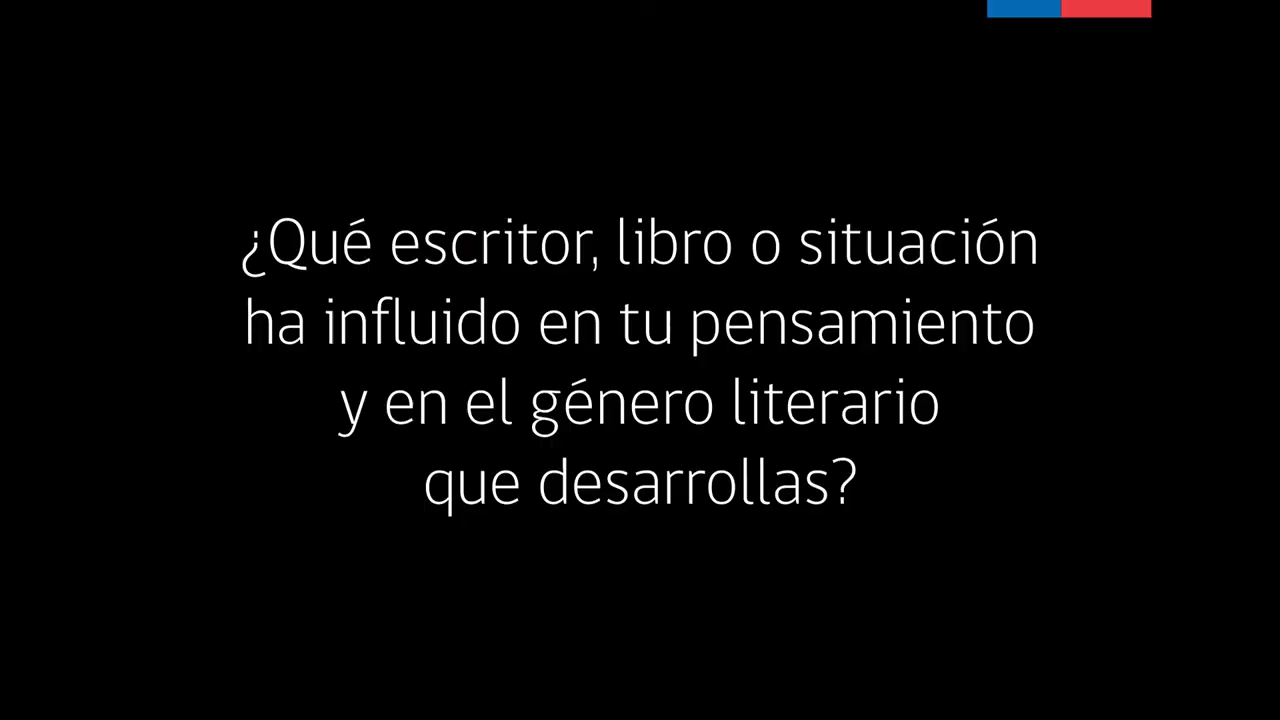 ¿Qué escritor, libro o situación
ha influido en tu pensamiento
y en el género literario
que desarrollas?